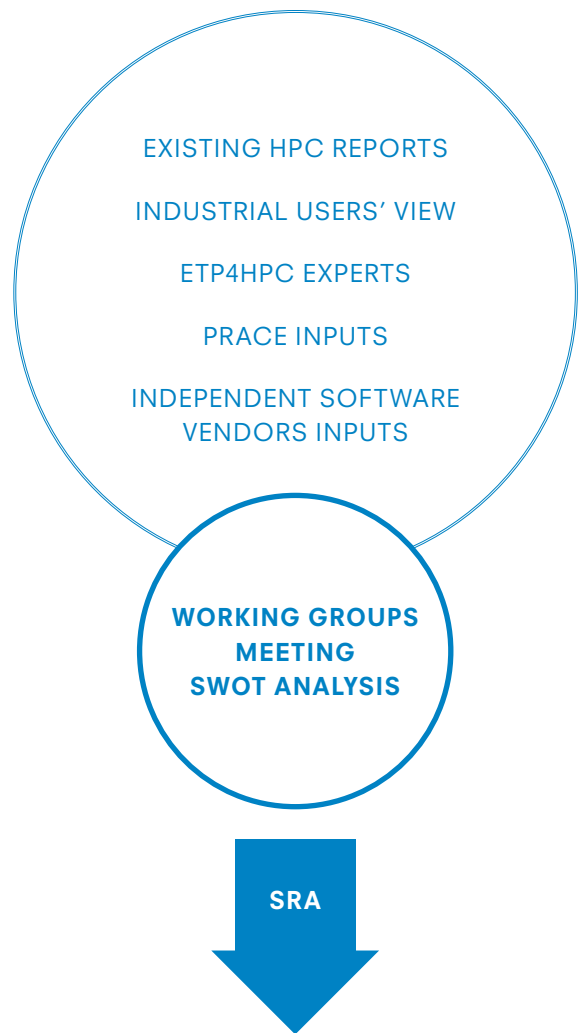 EXISTING HPC REPORTS
INDUSTRIAL USERS' VIEW
ETP4HPC EXPERTS
PRACE INPUTS
INDEPENDENT SOFTWARE
VENDORS INPUTS
WORKING GROUPS
MEETING
SWOT ANALYSIS
SRA